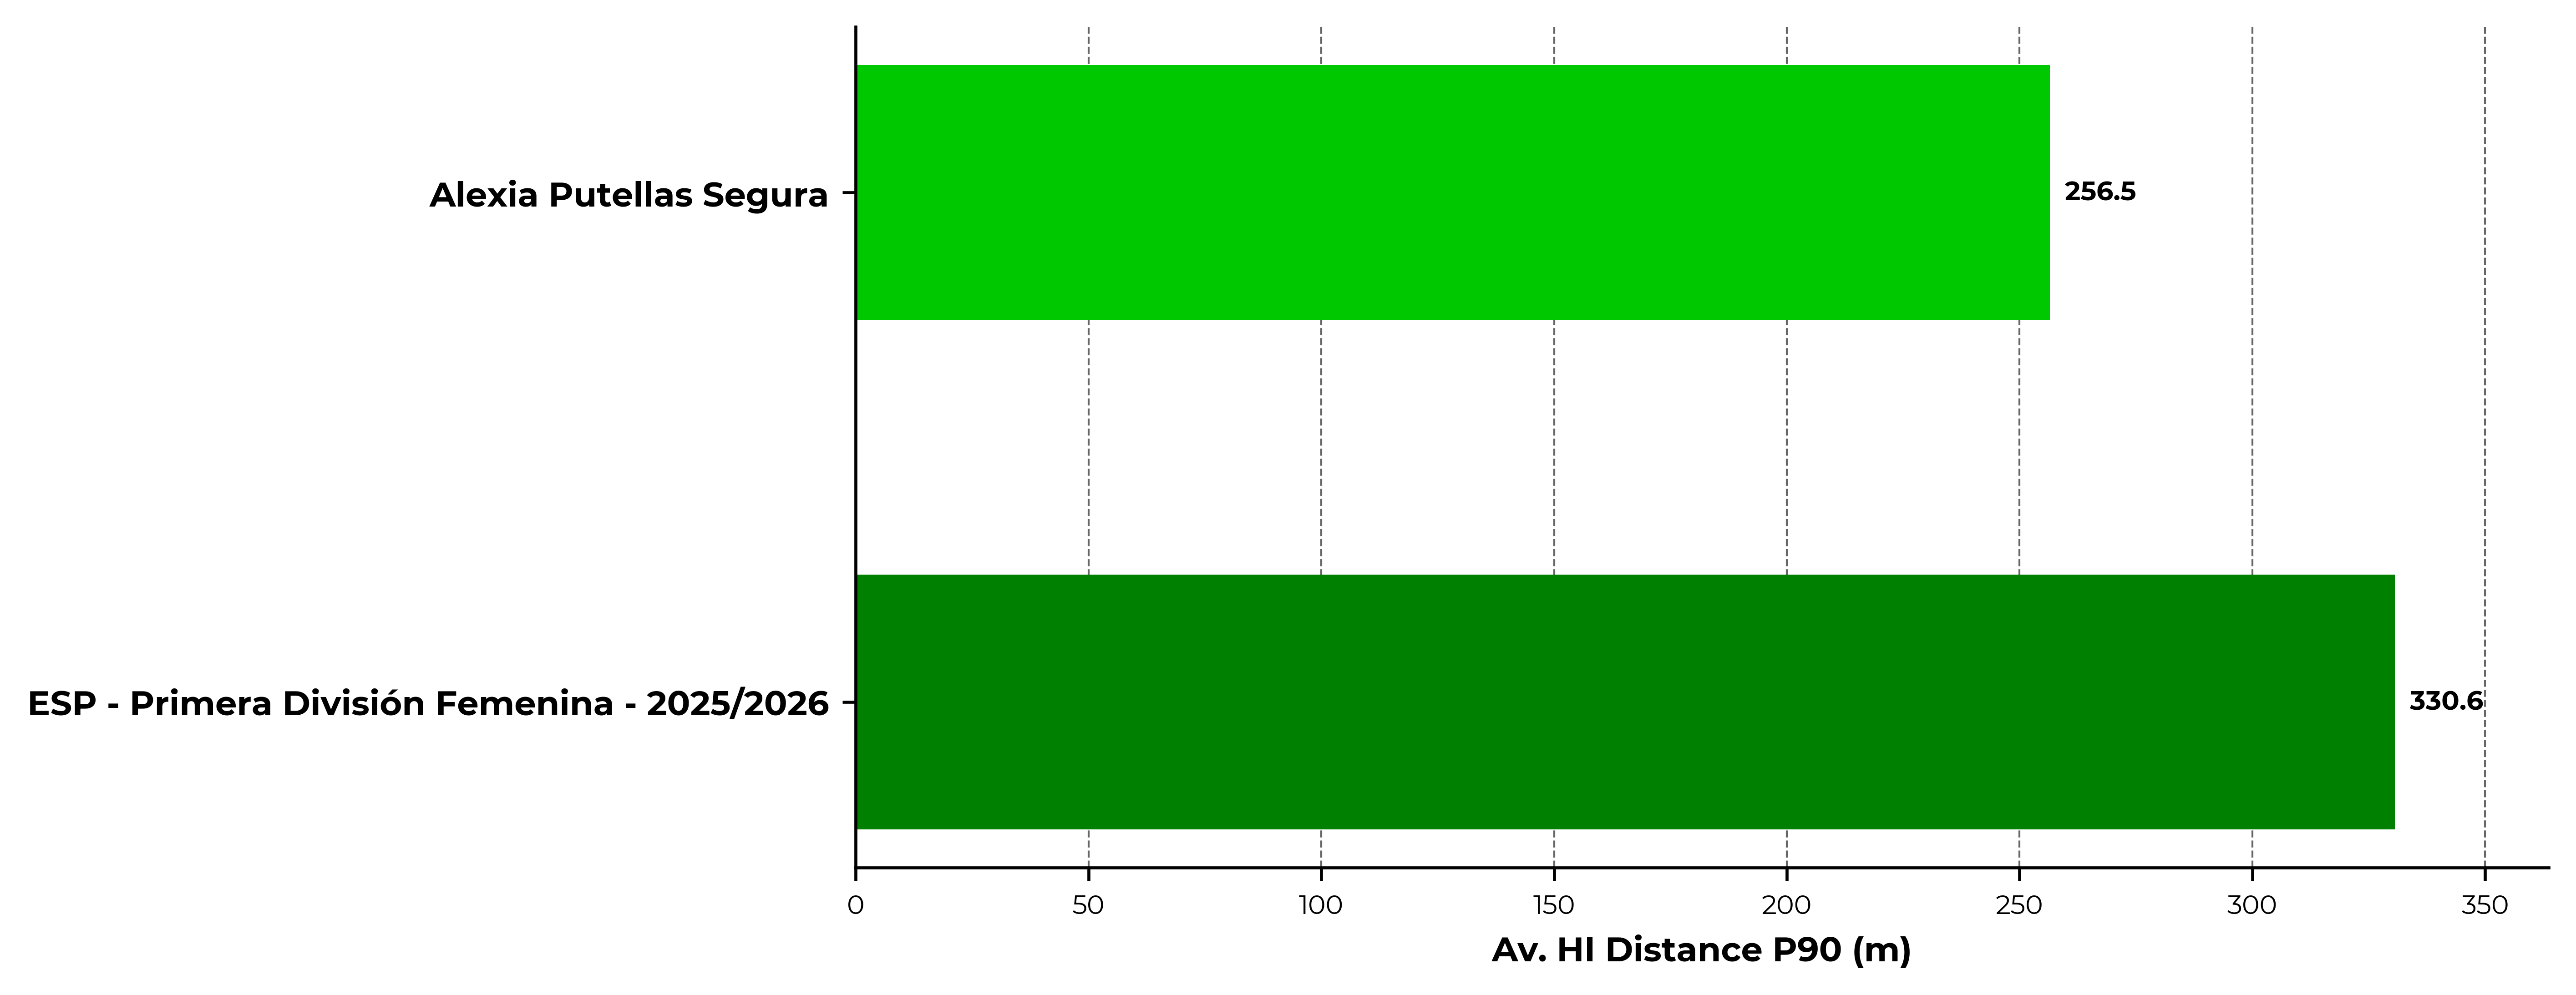 Alexia Putellas Segura
256.5
ESP - Primera División Femenina - 2025/2026
330.6
0 50 100 150 200 250 300 350
Av. HI Distance P90 (m)